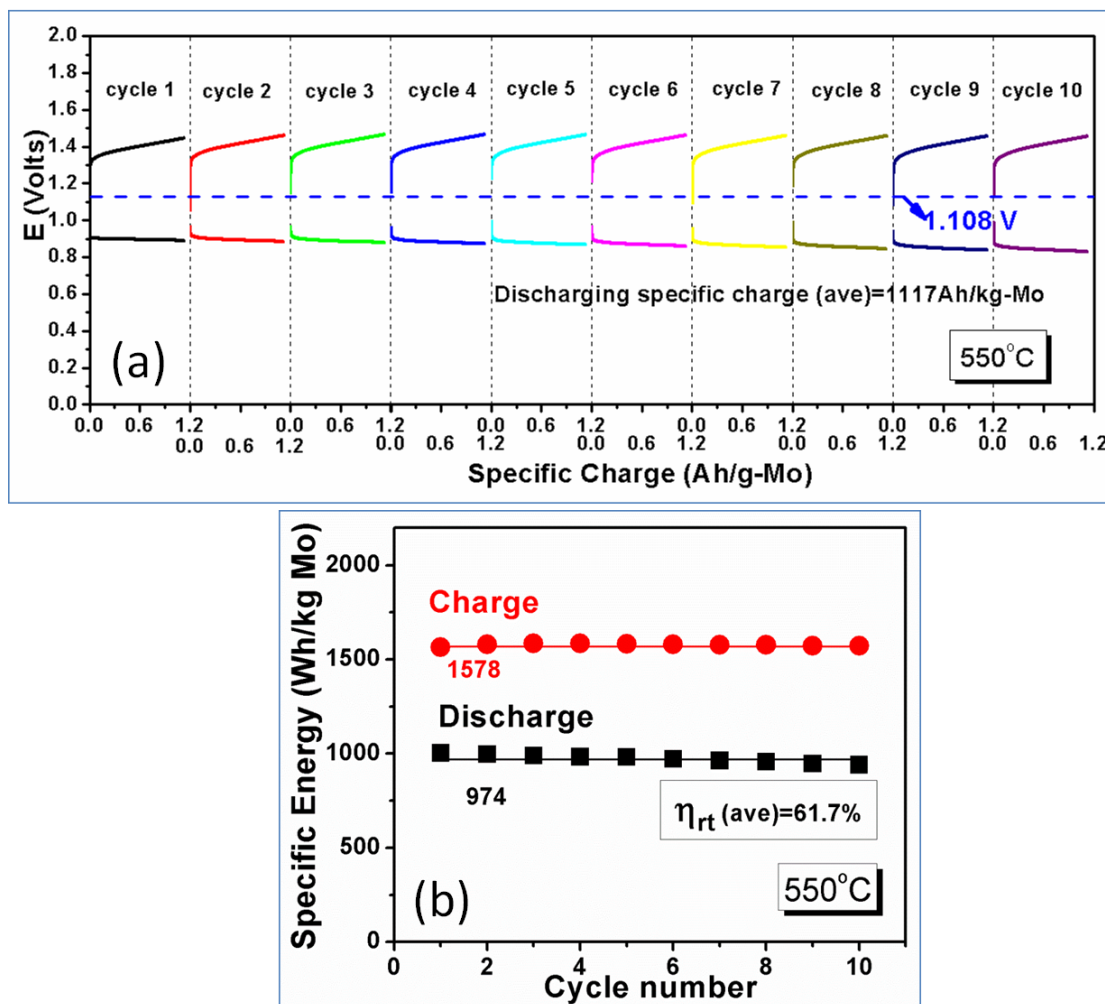 2.0
1.8
1.6
1.4
1.2
1.0
0.8
0.6
0.4
0.2
0.0
E (Volts)
cycle 1 cycle 2 cycle 3 cycle 4 cycle 5 cycle 6 cycle 7 cycle 8 cycle 9 cycle 10
1.108 V
Discharging specific charge (ave)=1117Ah/kg-Mo
(a)
550°C
0.0 0.6 1.2 0.6 1.2 0.6 1.2 0.6 1.2 0.6 1.2 0.6 1.2 0.6 1.2 0.6 1.2 0.6 1.2 0.6 1.2
0.0 0.0 0.0 0.0 0.0 0.0 0.0 0.0 0.0
Specific Charge (Ah/g-Mo)
Specific Energy (Wh/kg Mo)
2000
1500
1000
500
0
Charge
1578
Discharge
974
ηrt (ave)=61.7%
(b)
550°C
0 2 4 6 8 10
Cycle number